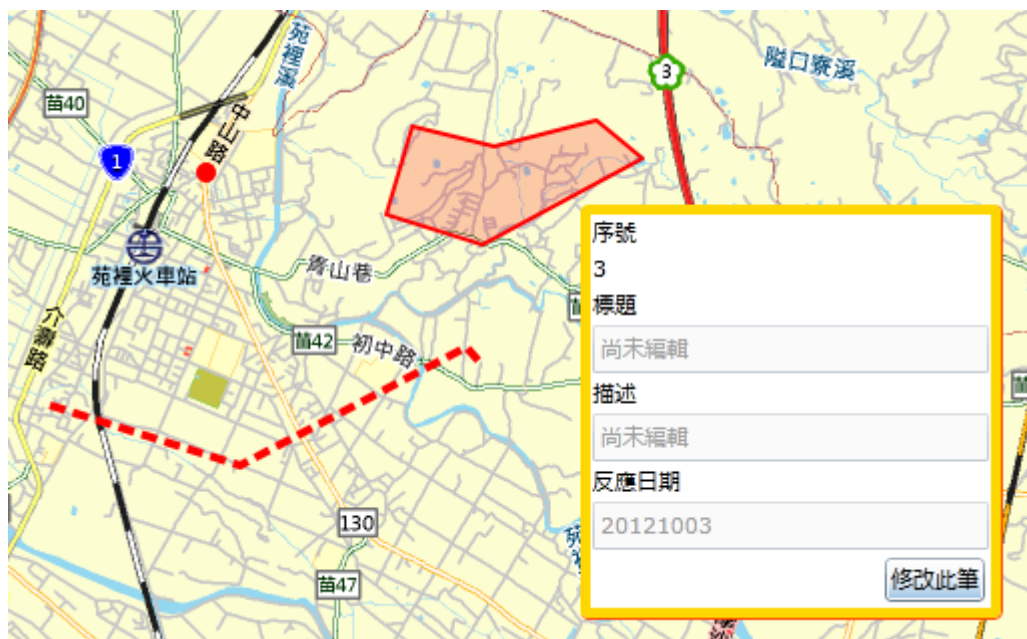 苑裡溪
隘口寮溪
3
苗40
中山路
1
苑裡火車站
青山巷
介壽路
苗42
初中路
130
苗47
序號
3
標題
尚未編輯
描述
尚未編輯
反應日期
20121003
修改此筆